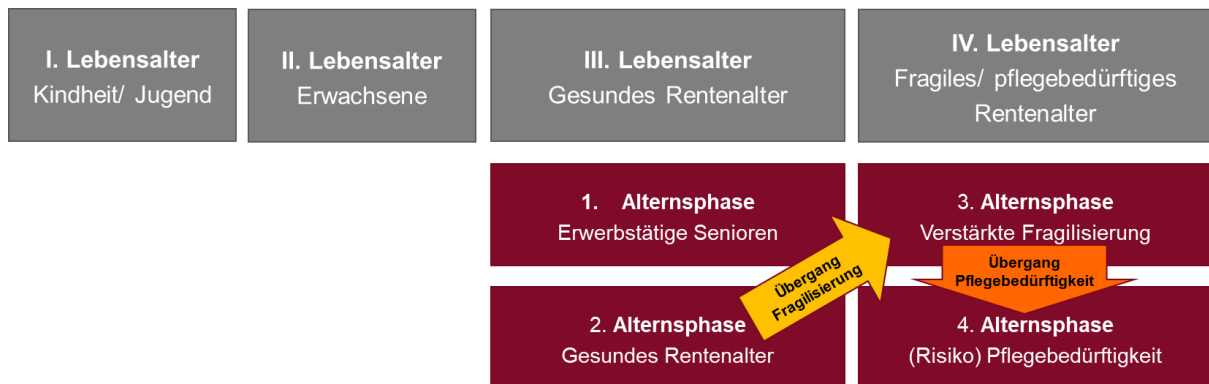 I. Lebensalter
Kindheit/ Jugend
II. Lebensalter
Erwachsene
III. Lebensalter
Gesundes Rentenalter
IV. Lebensalter
Fragiles/ pflegebedürftiges
Rentenalter
1. Alternsphase
Erwerbstätige Senioren
3. Alternsphase
Verstärkte Fragilisierung
Übergang
Fragilisierung
Übergang
Pflegebedürftigkeit
2. Alternsphase
Gesundes Rentenalter
4. Alternsphase
(Risiko) Pflegebedürftigkeit